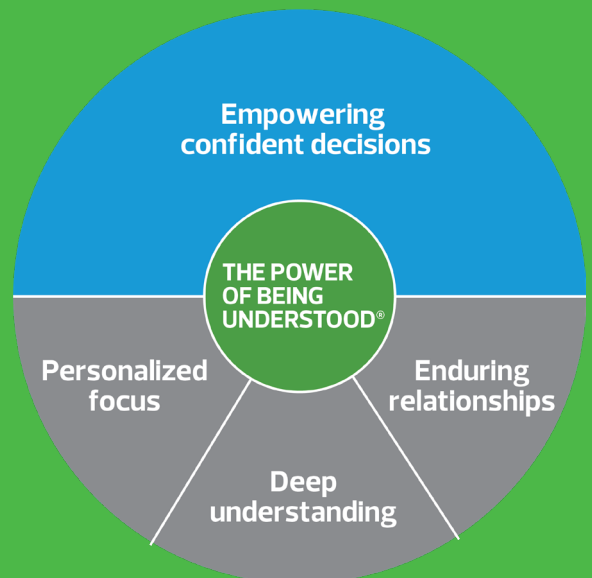 Empowering
confident decisions
THE POWER
OF BEING
UNDERSTOOD®
Personalized
focus
Enduring
relationships
Deep
understanding